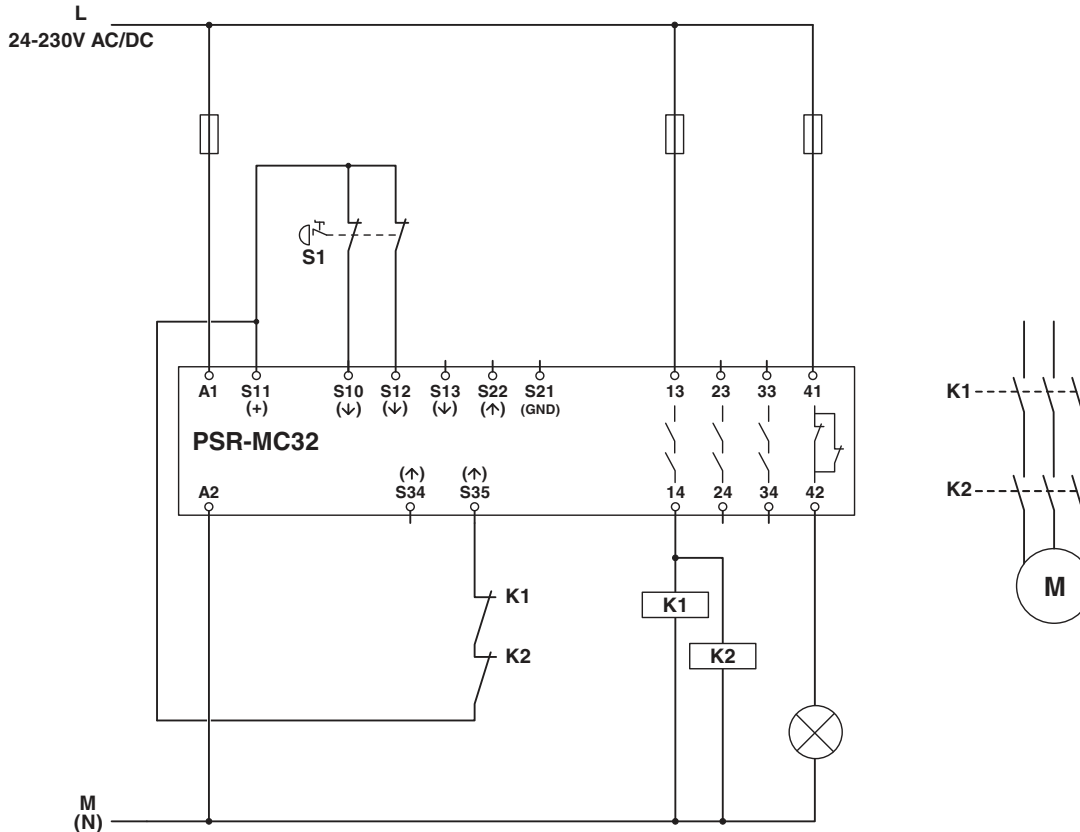 L
24-230V AC/DC
S1
A1 S11 S10 S12 S13 S22 S21 13 23 33 41
(+) (↓) (↓) (↓) (↑) (GND)
PSR-MC32
(↑) (↑)
A2 S34 S35 14 24 34 42
K1
K2
K1
K2
K1
K2
M
M
(N)